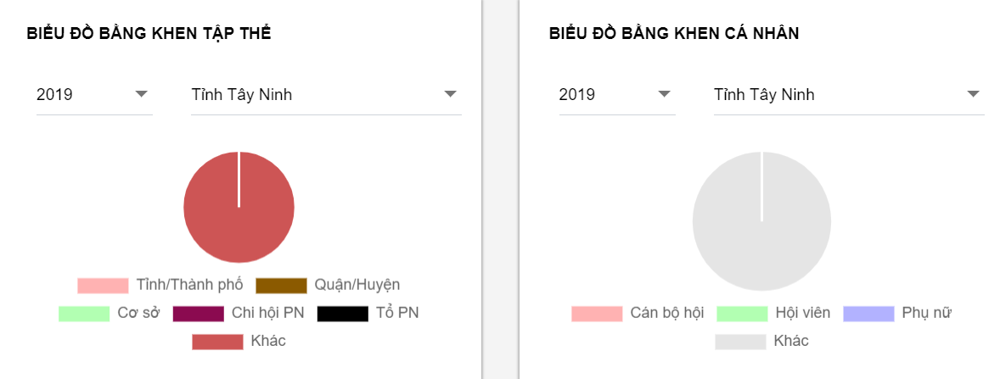 BIỂU ĐỒ BẰNG KHEN TẬP THỂ
2019 Tỉnh Tây Ninh
Tỉnh/Thành phố Quận/Huyện
Cơ sở Chi hội PN Tổ PN
Khác
BIỂU ĐỒ BẰNG KHEN CÁ NHÂN
2019 Tỉnh Tây Ninh
Cán bộ hội Hội viên Phụ nữ
Khác